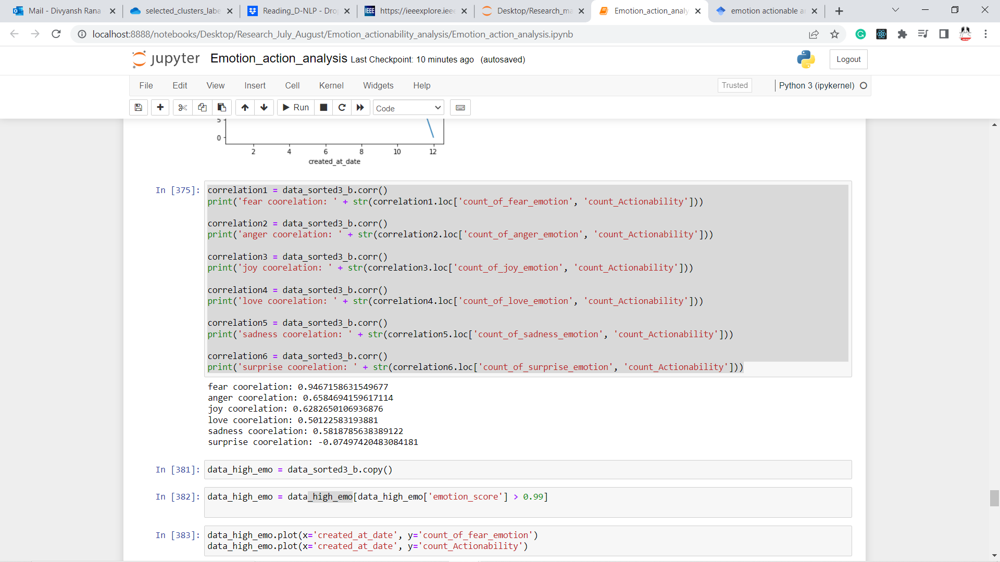 Mail - Divyansh Rana
selected_clusters_labe
Reading_D-NLP - Dro
IEEE
https://ieeexplore.ieee
Desktop/Research_ma
Emotion_action_analy
emotion actionable a
localhost:8888/notebooks/Desktop/Research_July_August/Emotion_actionability_analysis/Emotion_action_analysis.ipynb
jupyter Emotion_action_analysis Last Checkpoint: 10 minutes ago (autosaved)
Logout
File Edit View Insert Cell Kernel Widgets Help
Trusted
Python 3 (ipykernel)
Run
Code
5
0
2 4 6 8 10 12
created_at_date
In [375]:
correlation1 = data_sorted3_b.corr()
print('fear coorelation: ' + str(correlation1.loc['count_of_fear_emotion', 'count_Actionability']))
correlation2 = data_sorted3_b.corr()
print('anger coorelation: ' + str(correlation2.loc['count_of_anger_emotion', 'count_Actionability']))
correlation3 = data_sorted3_b.corr()
print('joy coorelation: ' + str(correlation3.loc['count_of_joy_emotion', 'count_Actionability']))
correlation4 = data_sorted3_b.corr()
print('love coorelation: ' + str(correlation4.loc['count_of_love_emotion', 'count_Actionability']))
correlation5 = data_sorted3_b.corr()
print('sadness coorelation: ' + str(correlation5.loc['count_of_sadness_emotion', 'count_Actionability']))
correlation6 = data_sorted3_b.corr()
print('surprise coorelation: ' + str(correlation6.loc['count_of_surprise_emotion', 'count_Actionability']))
fear coorelation: 0.9467158631549677
anger coorelation: 0.6584694159617114
joy coorelation: 0.6282650106936876
love coorelation: 0.50122583193881
sadness coorelation: 0.5818785638389122
surprise coorelation: -0.07497420483084181
In [381]:
data_high_emo = data_sorted3_b.copy()
In [382]:
data_high_emo = data_high_emo[data_high_emo['emotion_score'] > 0.99]
In [383]:
data_high_emo.plot(x='created_at_date', y='count_of_fear_emotion')
data_high_emo.plot(x='created_at_date', y='count_Actionability')